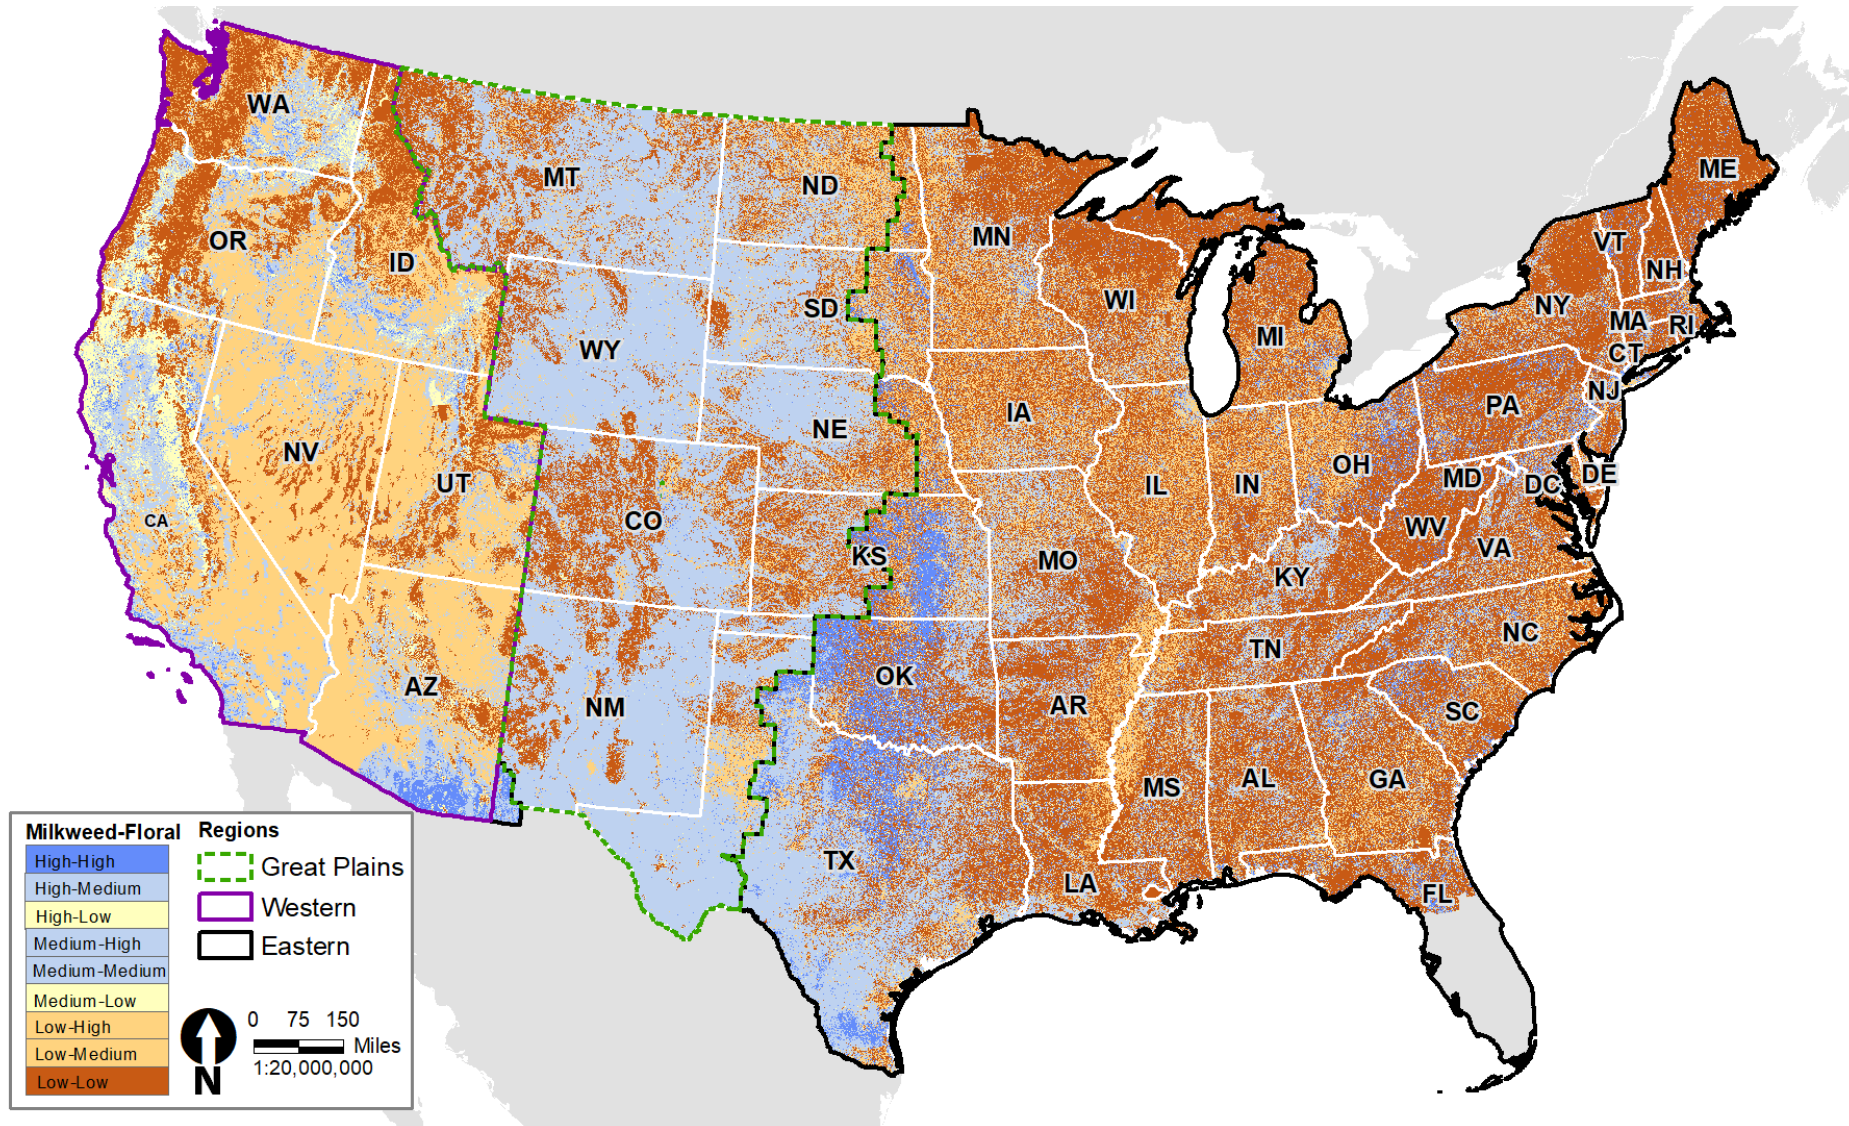 WA
MT
ND
MN
ME
OR
ID
SD
WI
MI
NY
VT
NH
MA
RI
CT
WY
NE
IA
PA
NJ
NV
UT
CO
KS
IL
IN
OH
MD
DC
DE
CA
MO
WV
VA
KY
NC
TN
AZ
NM
OK
AR
SC
MS
AL
GA
TX
LA
FL
Milkweed-Floral
High-High
High-Medium
High-Low
Medium-High
Medium-Medium
Medium-Low
Low-High
Low-Medium
Low-Low
Regions
Great Plains
Western
Eastern
N
0 75 150
Miles
1:20,000,000